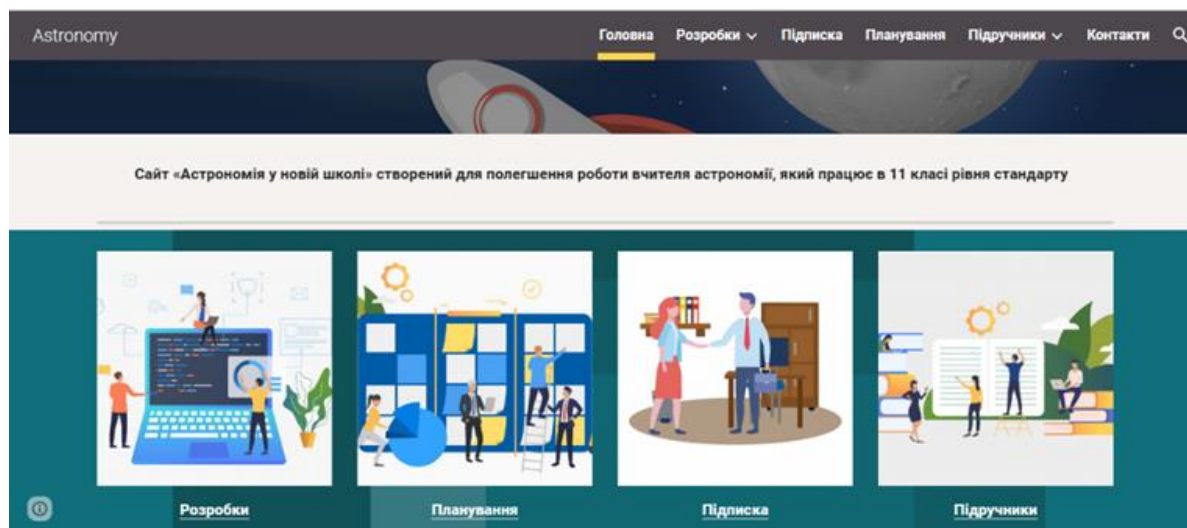 Astronomy
Головна Розробки Підписка Планування Підручники Контакти
Сайт «Астрономія у новій школі» створений для полегшення роботи вчителя астрономії, який працює в 11 класі рівня стандарту
Розробки Планування Підписка Підручники